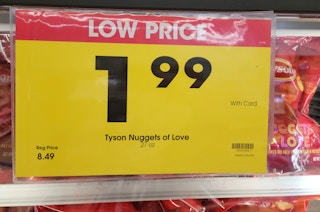 LOW PRICE
1 99
With Card
Tyson Nuggets of Love
27 oz
Reg Price
8.49